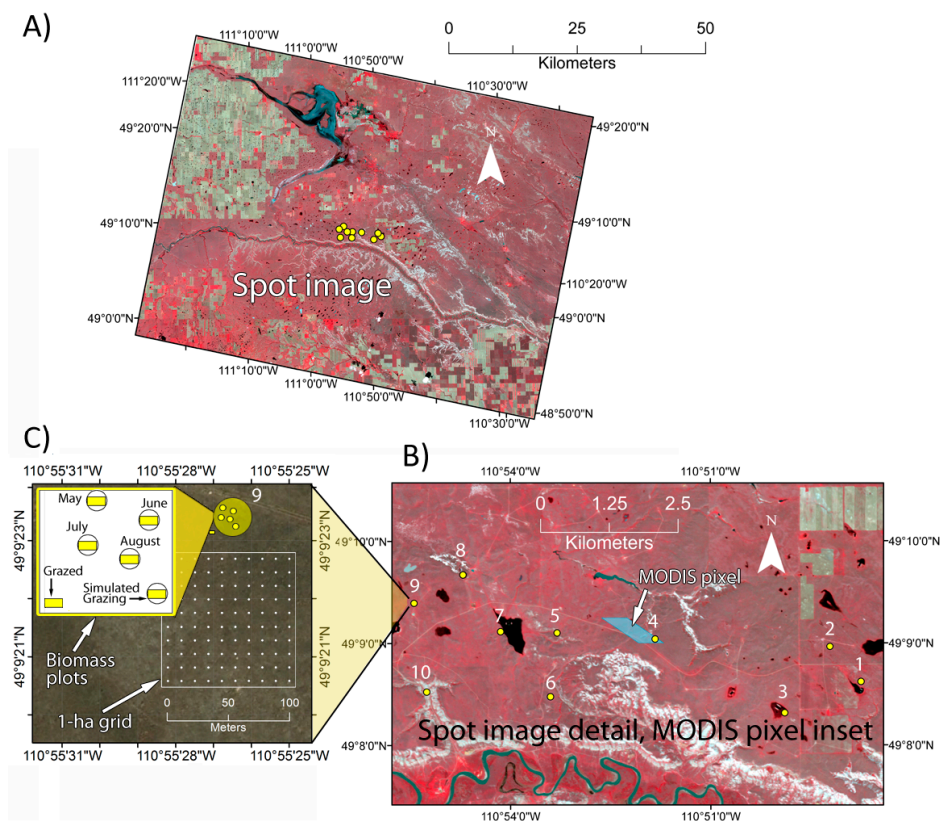 A)
0 25 50
Kilometers
111°10'0"W
111°0'0"W
110°50'0"W
110°30'0"W
111°20'0"W
49°20'0"N
49°20'0"N
N
49°10'0"N
49°10'0"N
Spot image
110°20'0"W
49°0'0"N
49°0'0"N
111°10'0"W
111°0'0"W
110°50'0"W
110°30'0"W
48°50'0"N
C)
110°55'31"W 110°55'28"W 110°55'25"W
9
May
June
July
August
Grazed
Simulated
Grazing
49°9'23"N
49°9'23"N
49°9'21"N
49°9'21"N
Biomass
plots
1-ha grid
0 50 100
Meters
110°55'31"W 110°55'28"W 110°55'25"W
B)
110°54'0"W 110°51'0"W
0 1.25 2.5
Kilometers
N
49°10'0"N
49°10'0"N
8
MODIS pixel
9
7
5
4
2
49°9'0"N
49°9'0"N
10
6
1
3
Spot image detail, MODIS pixel inset
49°8'0"N
49°8'0"N
110°54'0"W 110°51'0"W